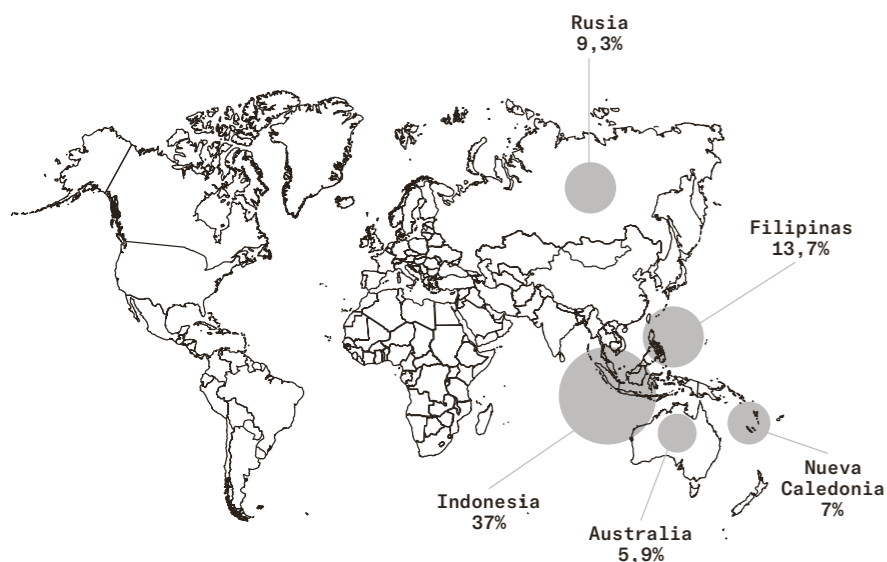 Rusia
9,3%
Filipinas
13,7%
Nueva
Caledonia
7%
Indonesia
37%
Australia
5,9%